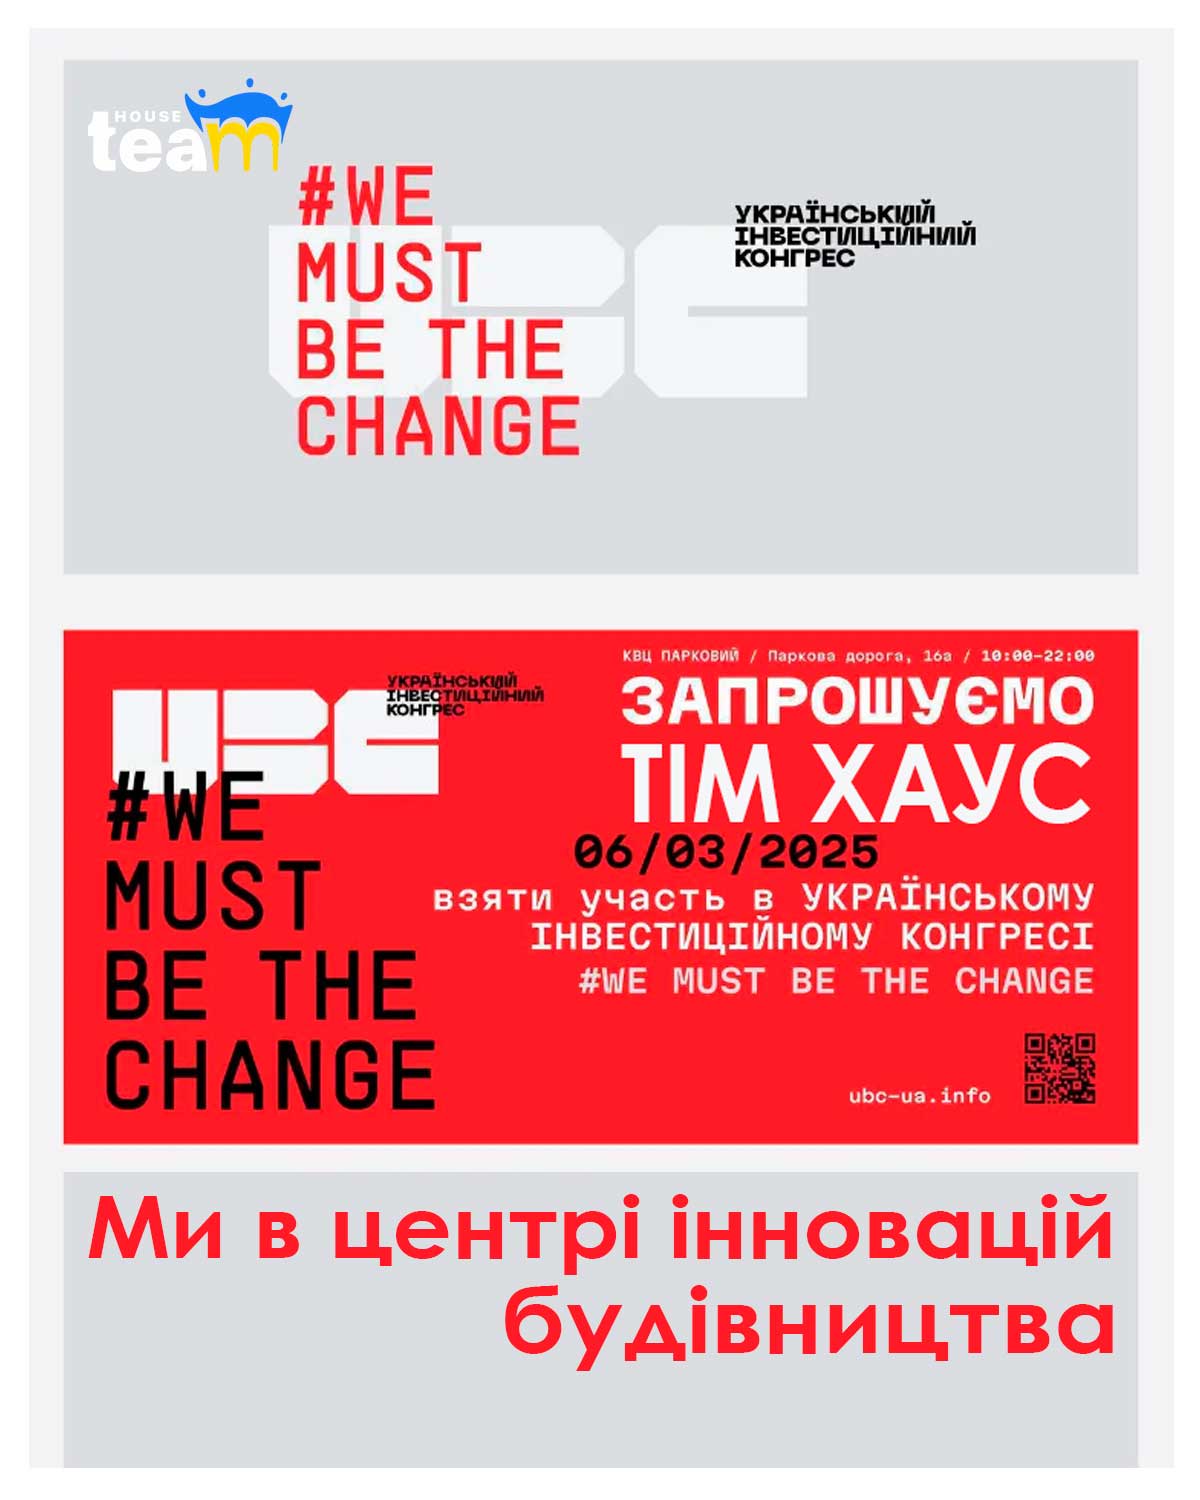 HOUSE
team
#WE
MUST
BE THE
CHANGE
UBC
УКРАЇНСЬКИЙ
ІНВЕСТИЦІЙНИЙ
КОНГРЕС
КВЦ ПАРКОВИЙ / Паркова дорога, 16а / 10:00–22:00
ЗАПРОШУЄМО
ТІМ ХАУС
06/03/2025
взяти участь в УКРАЇНСЬКОМУ
ІНВЕСТИЦІЙНОМУ КОНГРЕСІ
#WE MUST BE THE CHANGE
UBC
УКРАЇНСЬКИЙ
ІНВЕСТИЦІЙНИЙ
КОНГРЕС
#WE
MUST
BE THE
CHANGE
ubc-ua.info
Ми в центрі інновацій
будівництва